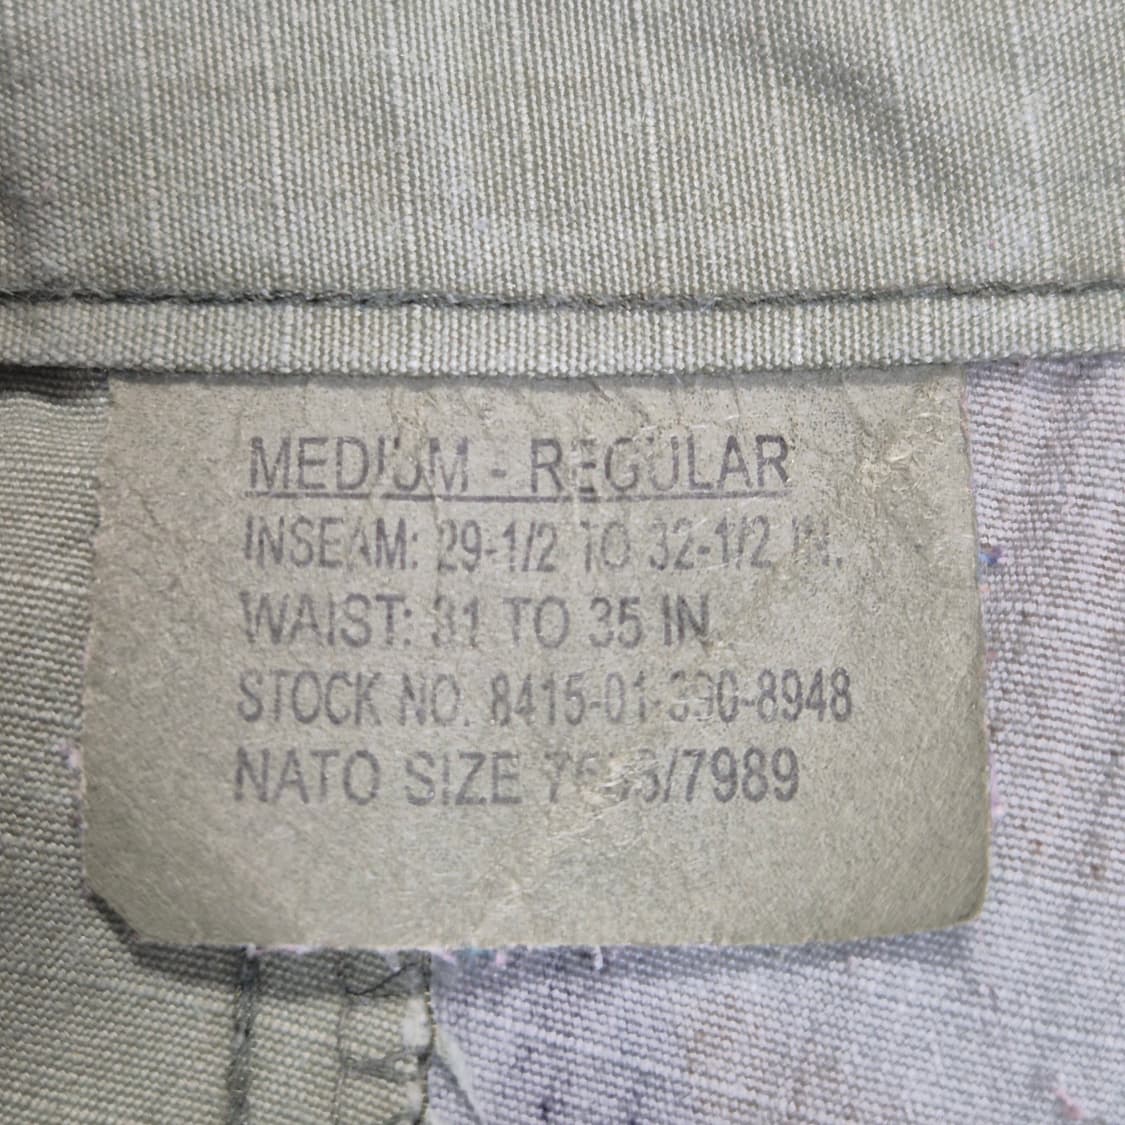 MEDIUM - REGULAR
INSEAM: 29-1/2 TO 32-1/2 IN.
WAIST: 31 TO 35 IN
STOCK NO. 8415-01-390-8948
NATO SIZE